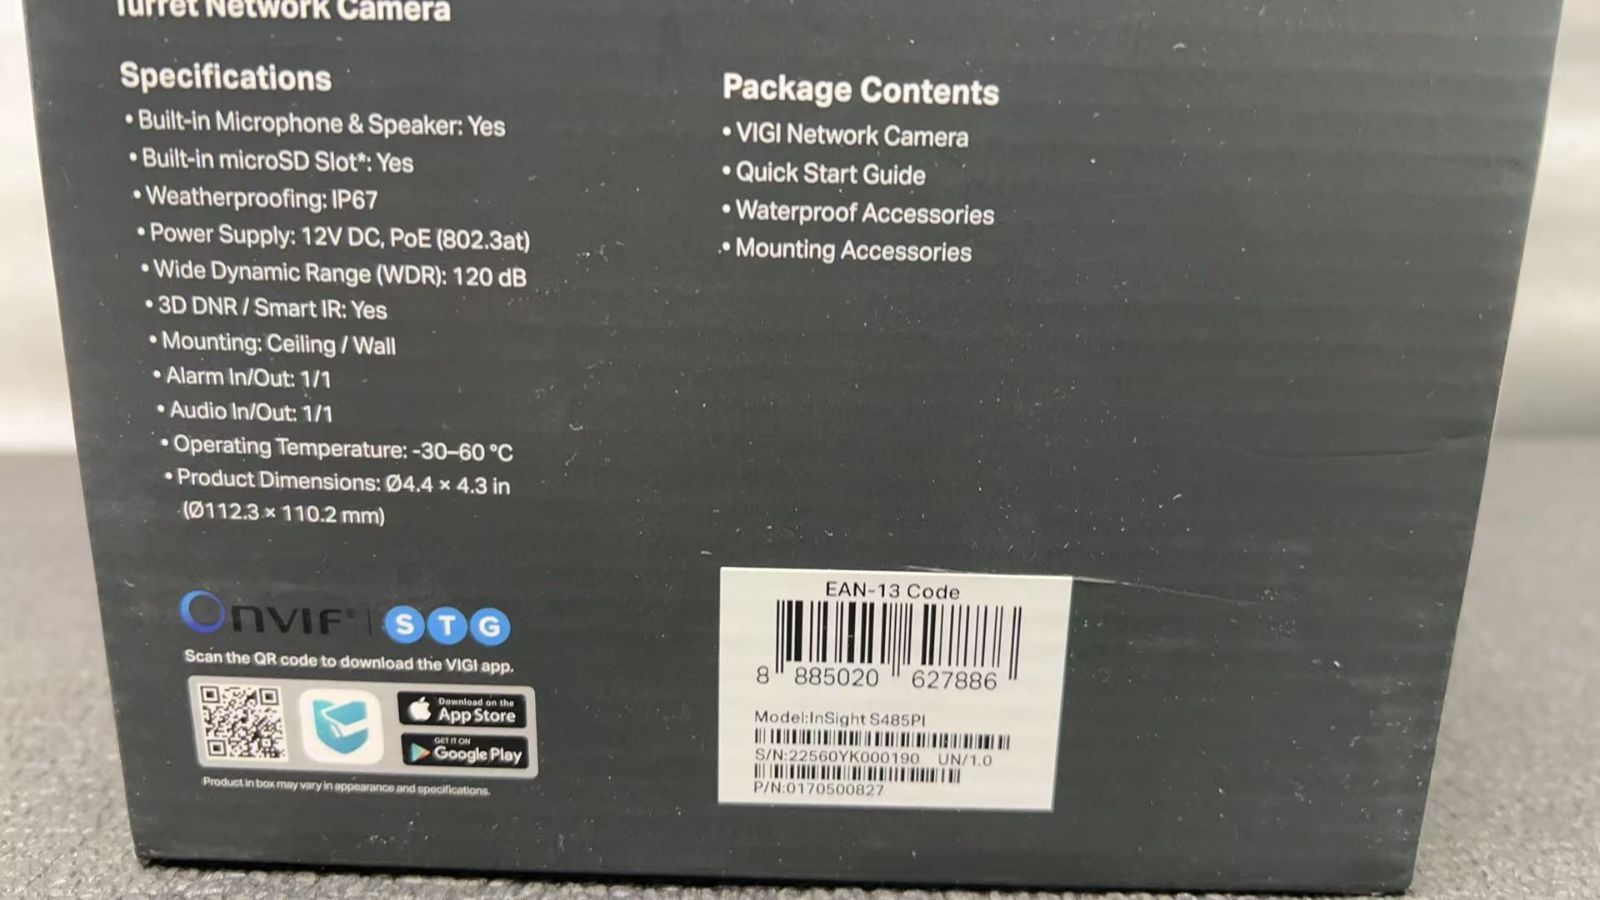 Turret Network Camera
Specifications
• Built-in Microphone & Speaker: Yes
• Built-in microSD Slot*: Yes
• Weatherproofing: IP67
• Power Supply: 12V DC, PoE (802.3at)
• Wide Dynamic Range (WDR): 120 dB
• 3D DNR / Smart IR: Yes
• Mounting: Ceiling / Wall
• Alarm In/Out: 1/1
• Audio In/Out: 1/1
• Operating Temperature: -30–60 °C
• Product Dimensions: Ø4.4 × 4.3 in
(Ø112.3 × 110.2 mm)
Package Contents
• VIGI Network Camera
• Quick Start Guide
• Waterproof Accessories
• Mounting Accessories
ONVIF® | S T G
Scan the QR code to download the VIGI app.
Download on the
App Store
GET IT ON
Google Play
Product in box may vary in appearance and specifications.
EAN-13 Code
8 885020 627886
Model:InSight S485PI
S/N:22560YK000190 UN/1.0
P/N:0170500827